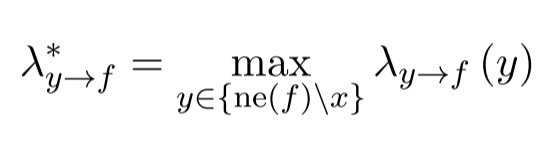 λ*_{y→f} = max_{y∈{ne(f)\x}} λ_{y→f} (y)